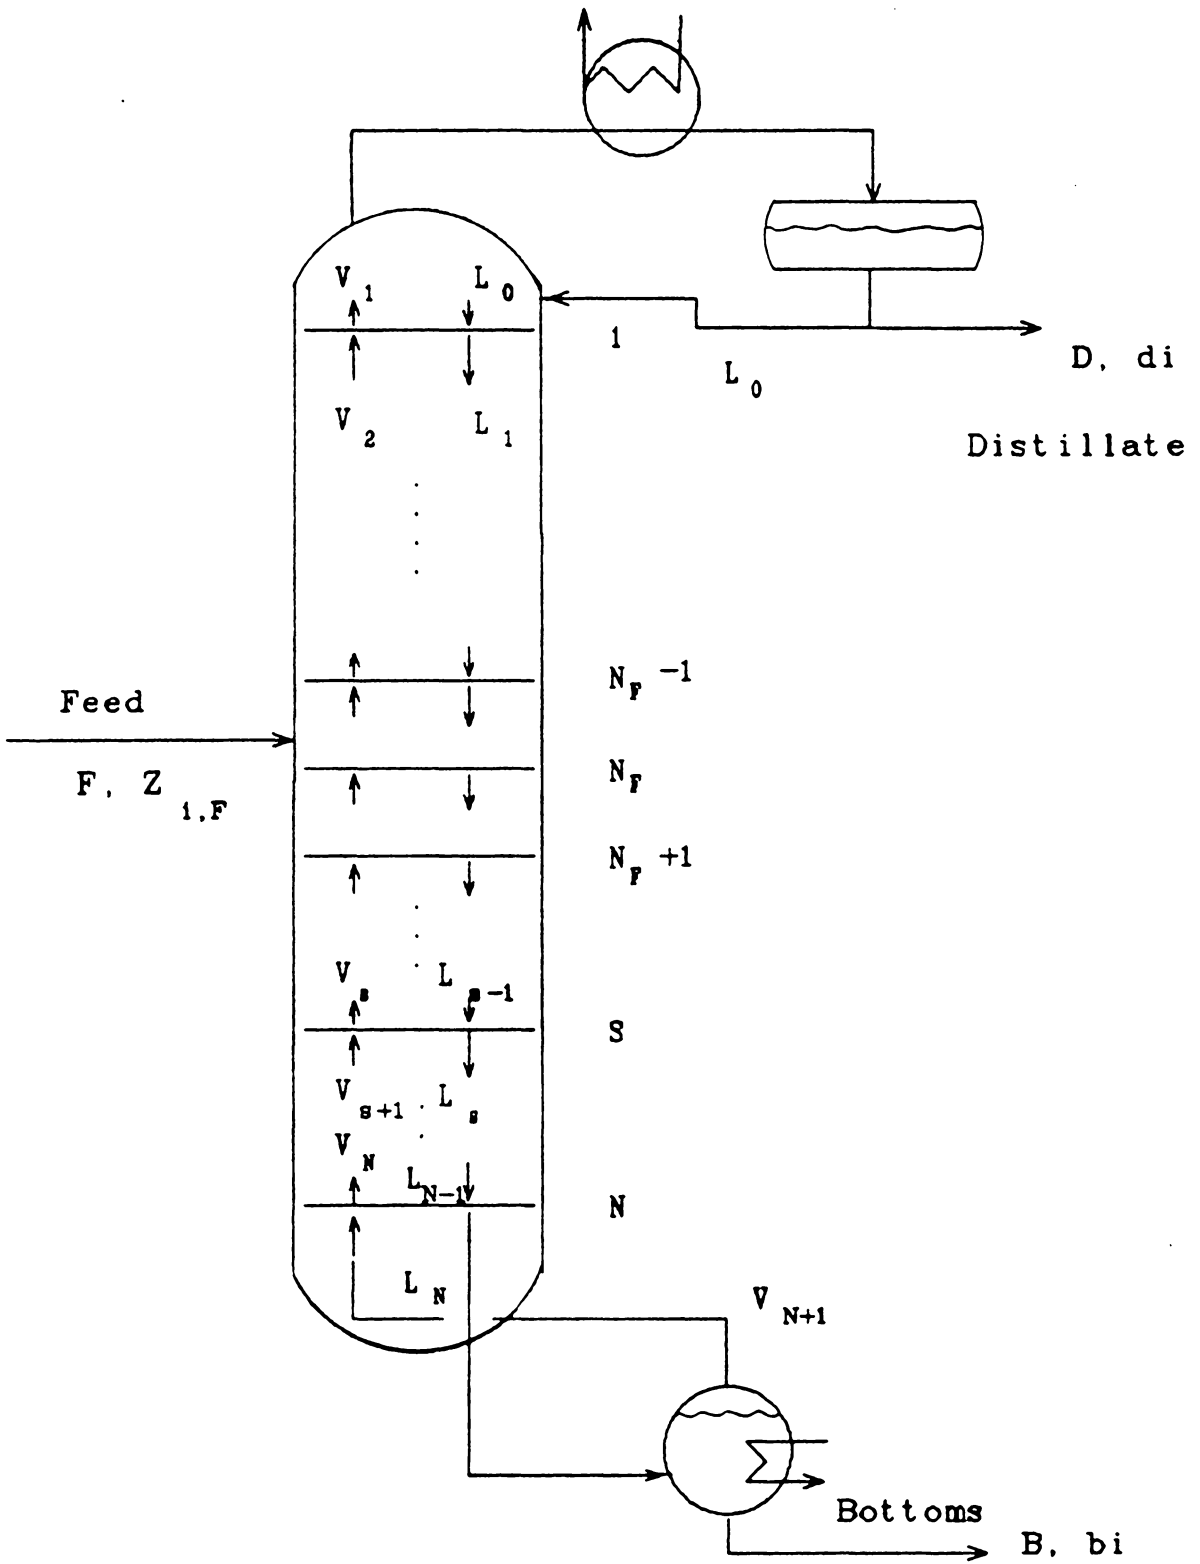 V1 L0
1
L0
D, di
V2 L1
Distillate
NF -1
Feed
NF
F, Z i,F
NF +1
Vs Ls-1
S
Vs+1 Ls
VN
LN-1
N
LN
VN+1
Bottoms
B, bi